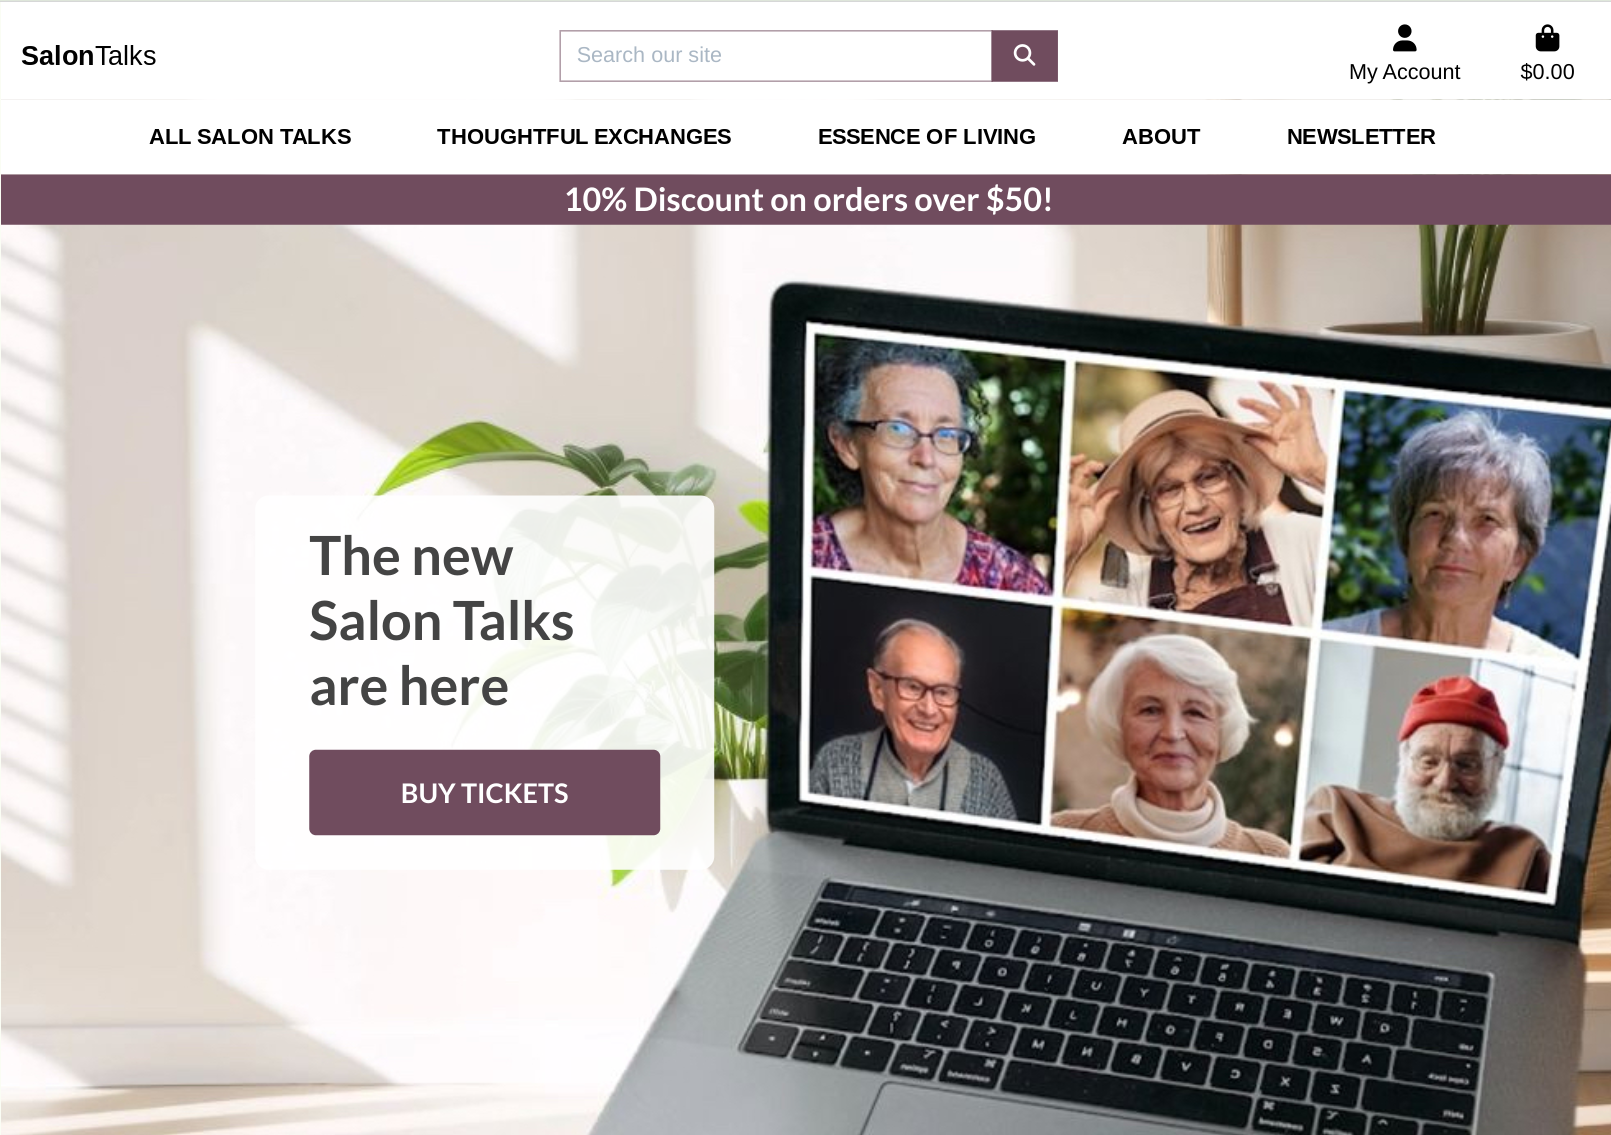 SalonTalks
Search our site
My Account
$0.00
ALL SALON TALKS THOUGHTFUL EXCHANGES ESSENCE OF LIVING ABOUT NEWSLETTER
10% Discount on orders over $50!
The new
Salon Talks
are here
BUY TICKETS